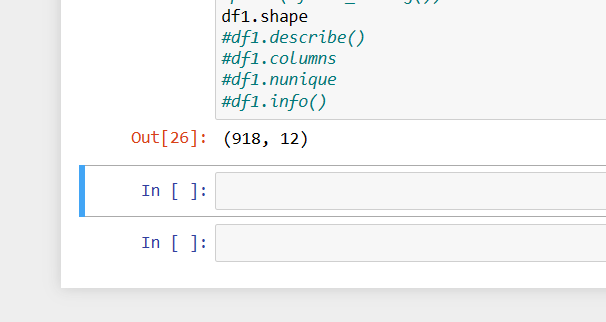 df1.shape
#df1.describe()
#df1.columns
#df1.nunique
#df1.info()
Out[26]: (918, 12)
In [ ]:
In [ ]: